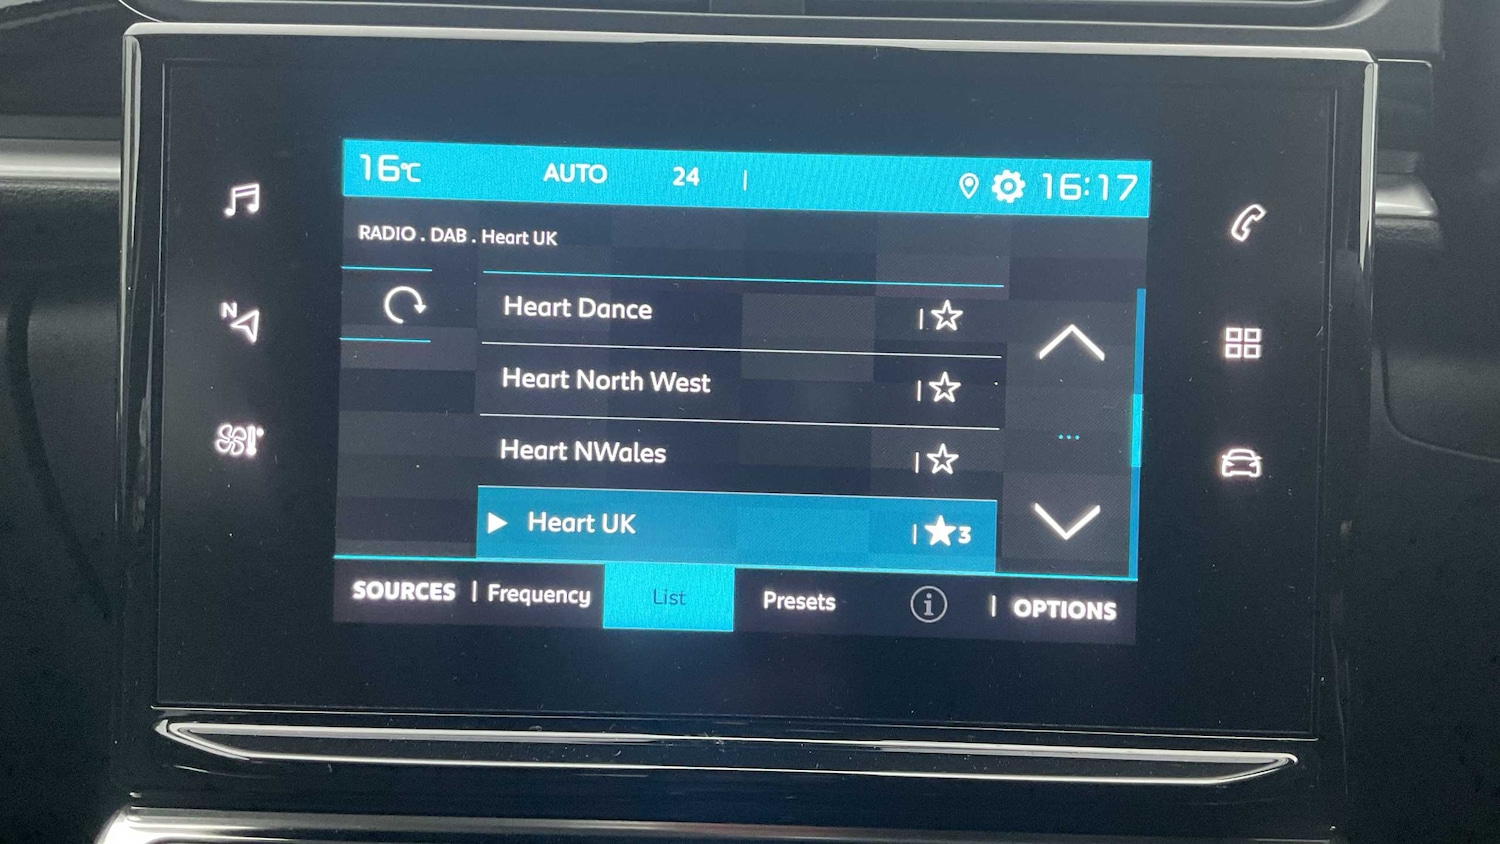 16℃ AUTO 24 16:17
RADIO . DAB . Heart UK
Heart Dance
N
Heart North West
Heart NWales
Heart UK 3
SOURCES Frequency List Presets i OPTIONS